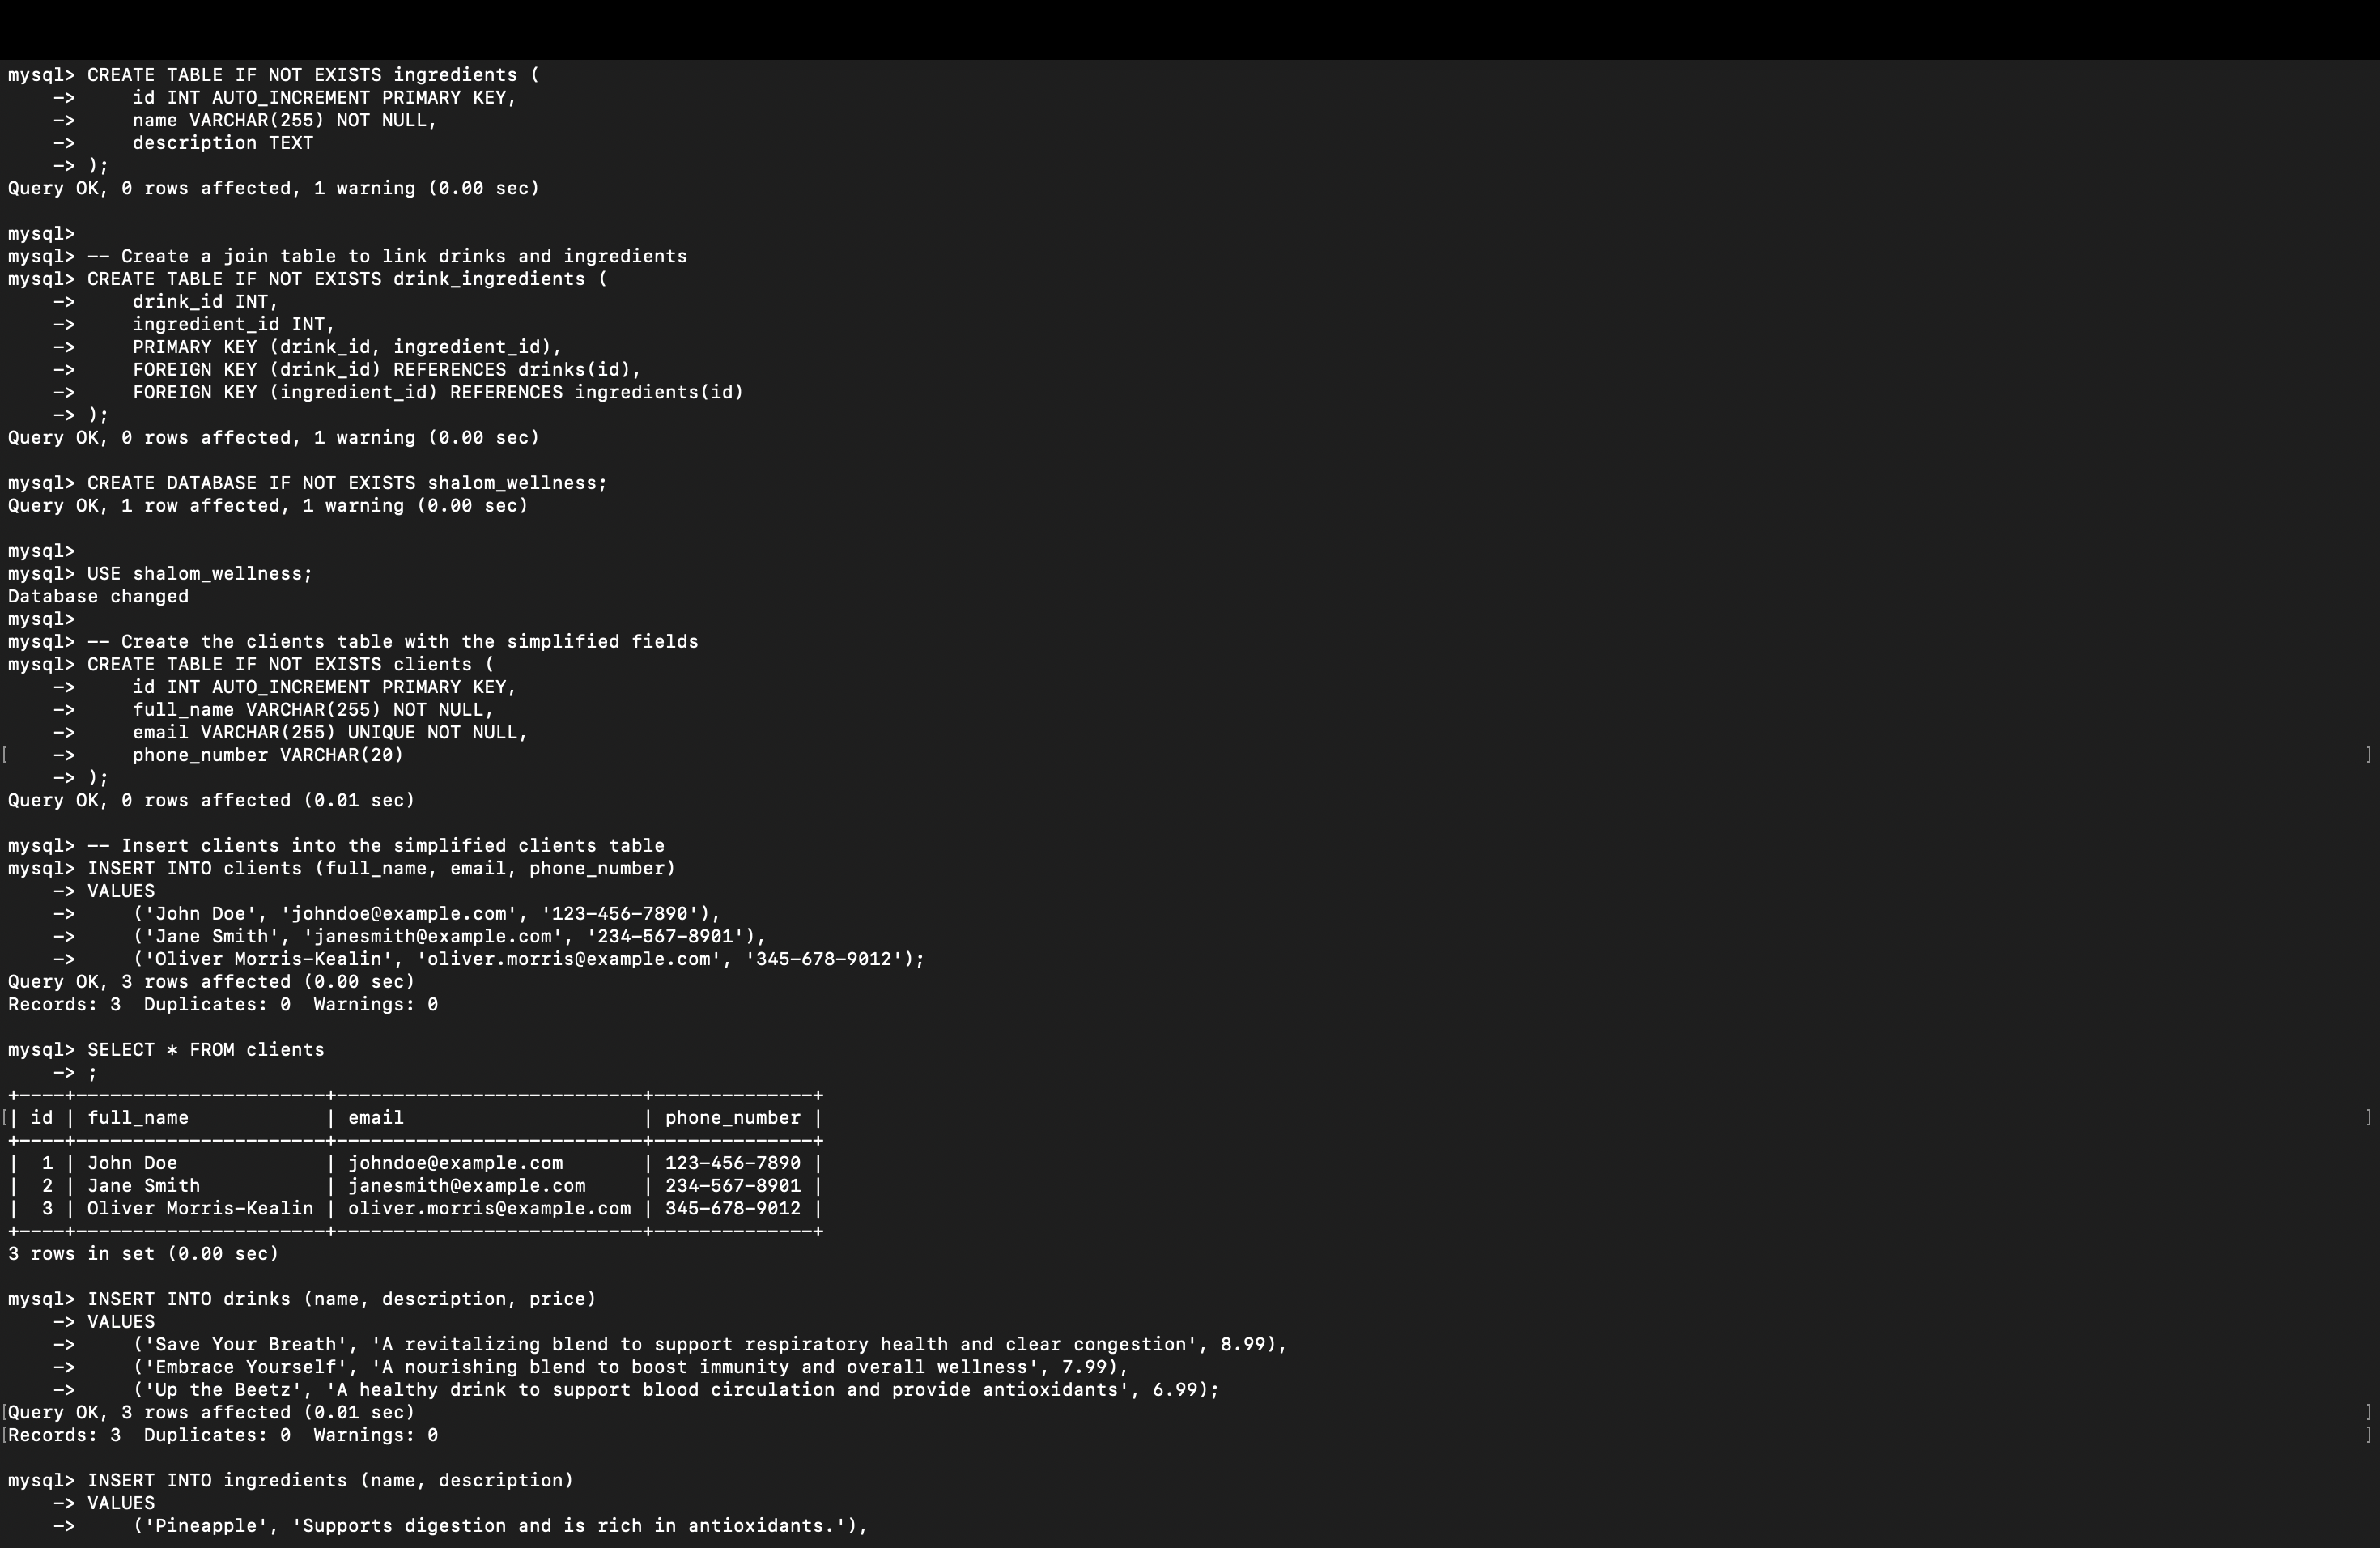 mysql> CREATE TABLE IF NOT EXISTS ingredients (
    ->     id INT AUTO_INCREMENT PRIMARY KEY,
    ->     name VARCHAR(255) NOT NULL,
    ->     description TEXT
    -> );
Query OK, 0 rows affected, 1 warning (0.00 sec)

mysql>
mysql> -- Create a join table to link drinks and ingredients
mysql> CREATE TABLE IF NOT EXISTS drink_ingredients (
    ->     drink_id INT,
    ->     ingredient_id INT,
    ->     PRIMARY KEY (drink_id, ingredient_id),
    ->     FOREIGN KEY (drink_id) REFERENCES drinks(id),
    ->     FOREIGN KEY (ingredient_id) REFERENCES ingredients(id)
    -> );
Query OK, 0 rows affected, 1 warning (0.00 sec)

mysql> CREATE DATABASE IF NOT EXISTS shalom_wellness;
Query OK, 1 row affected, 1 warning (0.00 sec)

mysql>
mysql> USE shalom_wellness;
Database changed
mysql>
mysql> -- Create the clients table with the simplified fields
mysql> CREATE TABLE IF NOT EXISTS clients (
    ->     id INT AUTO_INCREMENT PRIMARY KEY,
    ->     full_name VARCHAR(255) NOT NULL,
    ->     email VARCHAR(255) UNIQUE NOT NULL,
[    ->     phone_number VARCHAR(20) ]
    -> );
Query OK, 0 rows affected (0.01 sec)

mysql> -- Insert clients into the simplified clients table
mysql> INSERT INTO clients (full_name, email, phone_number)
    -> VALUES
    ->     ('John Doe', 'johndoe@example.com', '123-456-7890'),
    ->     ('Jane Smith', 'janesmith@example.com', '234-567-8901'),
    ->     ('Oliver Morris-Kealin', 'oliver.morris@example.com', '345-678-9012');
Query OK, 3 rows affected (0.00 sec)
Records: 3  Duplicates: 0  Warnings: 0

mysql> SELECT * FROM clients
    -> ;
+----+----------------------+---------------------------+--------------+
[| id | full_name            | email                     | phone_number | ]
+----+----------------------+---------------------------+--------------+
|  1 | John Doe             | johndoe@example.com       | 123-456-7890 |
|  2 | Jane Smith           | janesmith@example.com     | 234-567-8901 |
|  3 | Oliver Morris-Kealin | oliver.morris@example.com | 345-678-9012 |
+----+----------------------+---------------------------+--------------+
3 rows in set (0.00 sec)

mysql> INSERT INTO drinks (name, description, price)
    -> VALUES
    ->     ('Save Your Breath', 'A revitalizing blend to support respiratory health and clear congestion', 8.99),
    ->     ('Embrace Yourself', 'A nourishing blend to boost immunity and overall wellness', 7.99),
    ->     ('Up the Beetz', 'A healthy drink to support blood circulation and provide antioxidants', 6.99);
[Query OK, 3 rows affected (0.01 sec) ]
[Records: 3  Duplicates: 0  Warnings: 0 ]

mysql> INSERT INTO ingredients (name, description)
    -> VALUES
    ->     ('Pineapple', 'Supports digestion and is rich in antioxidants.'),